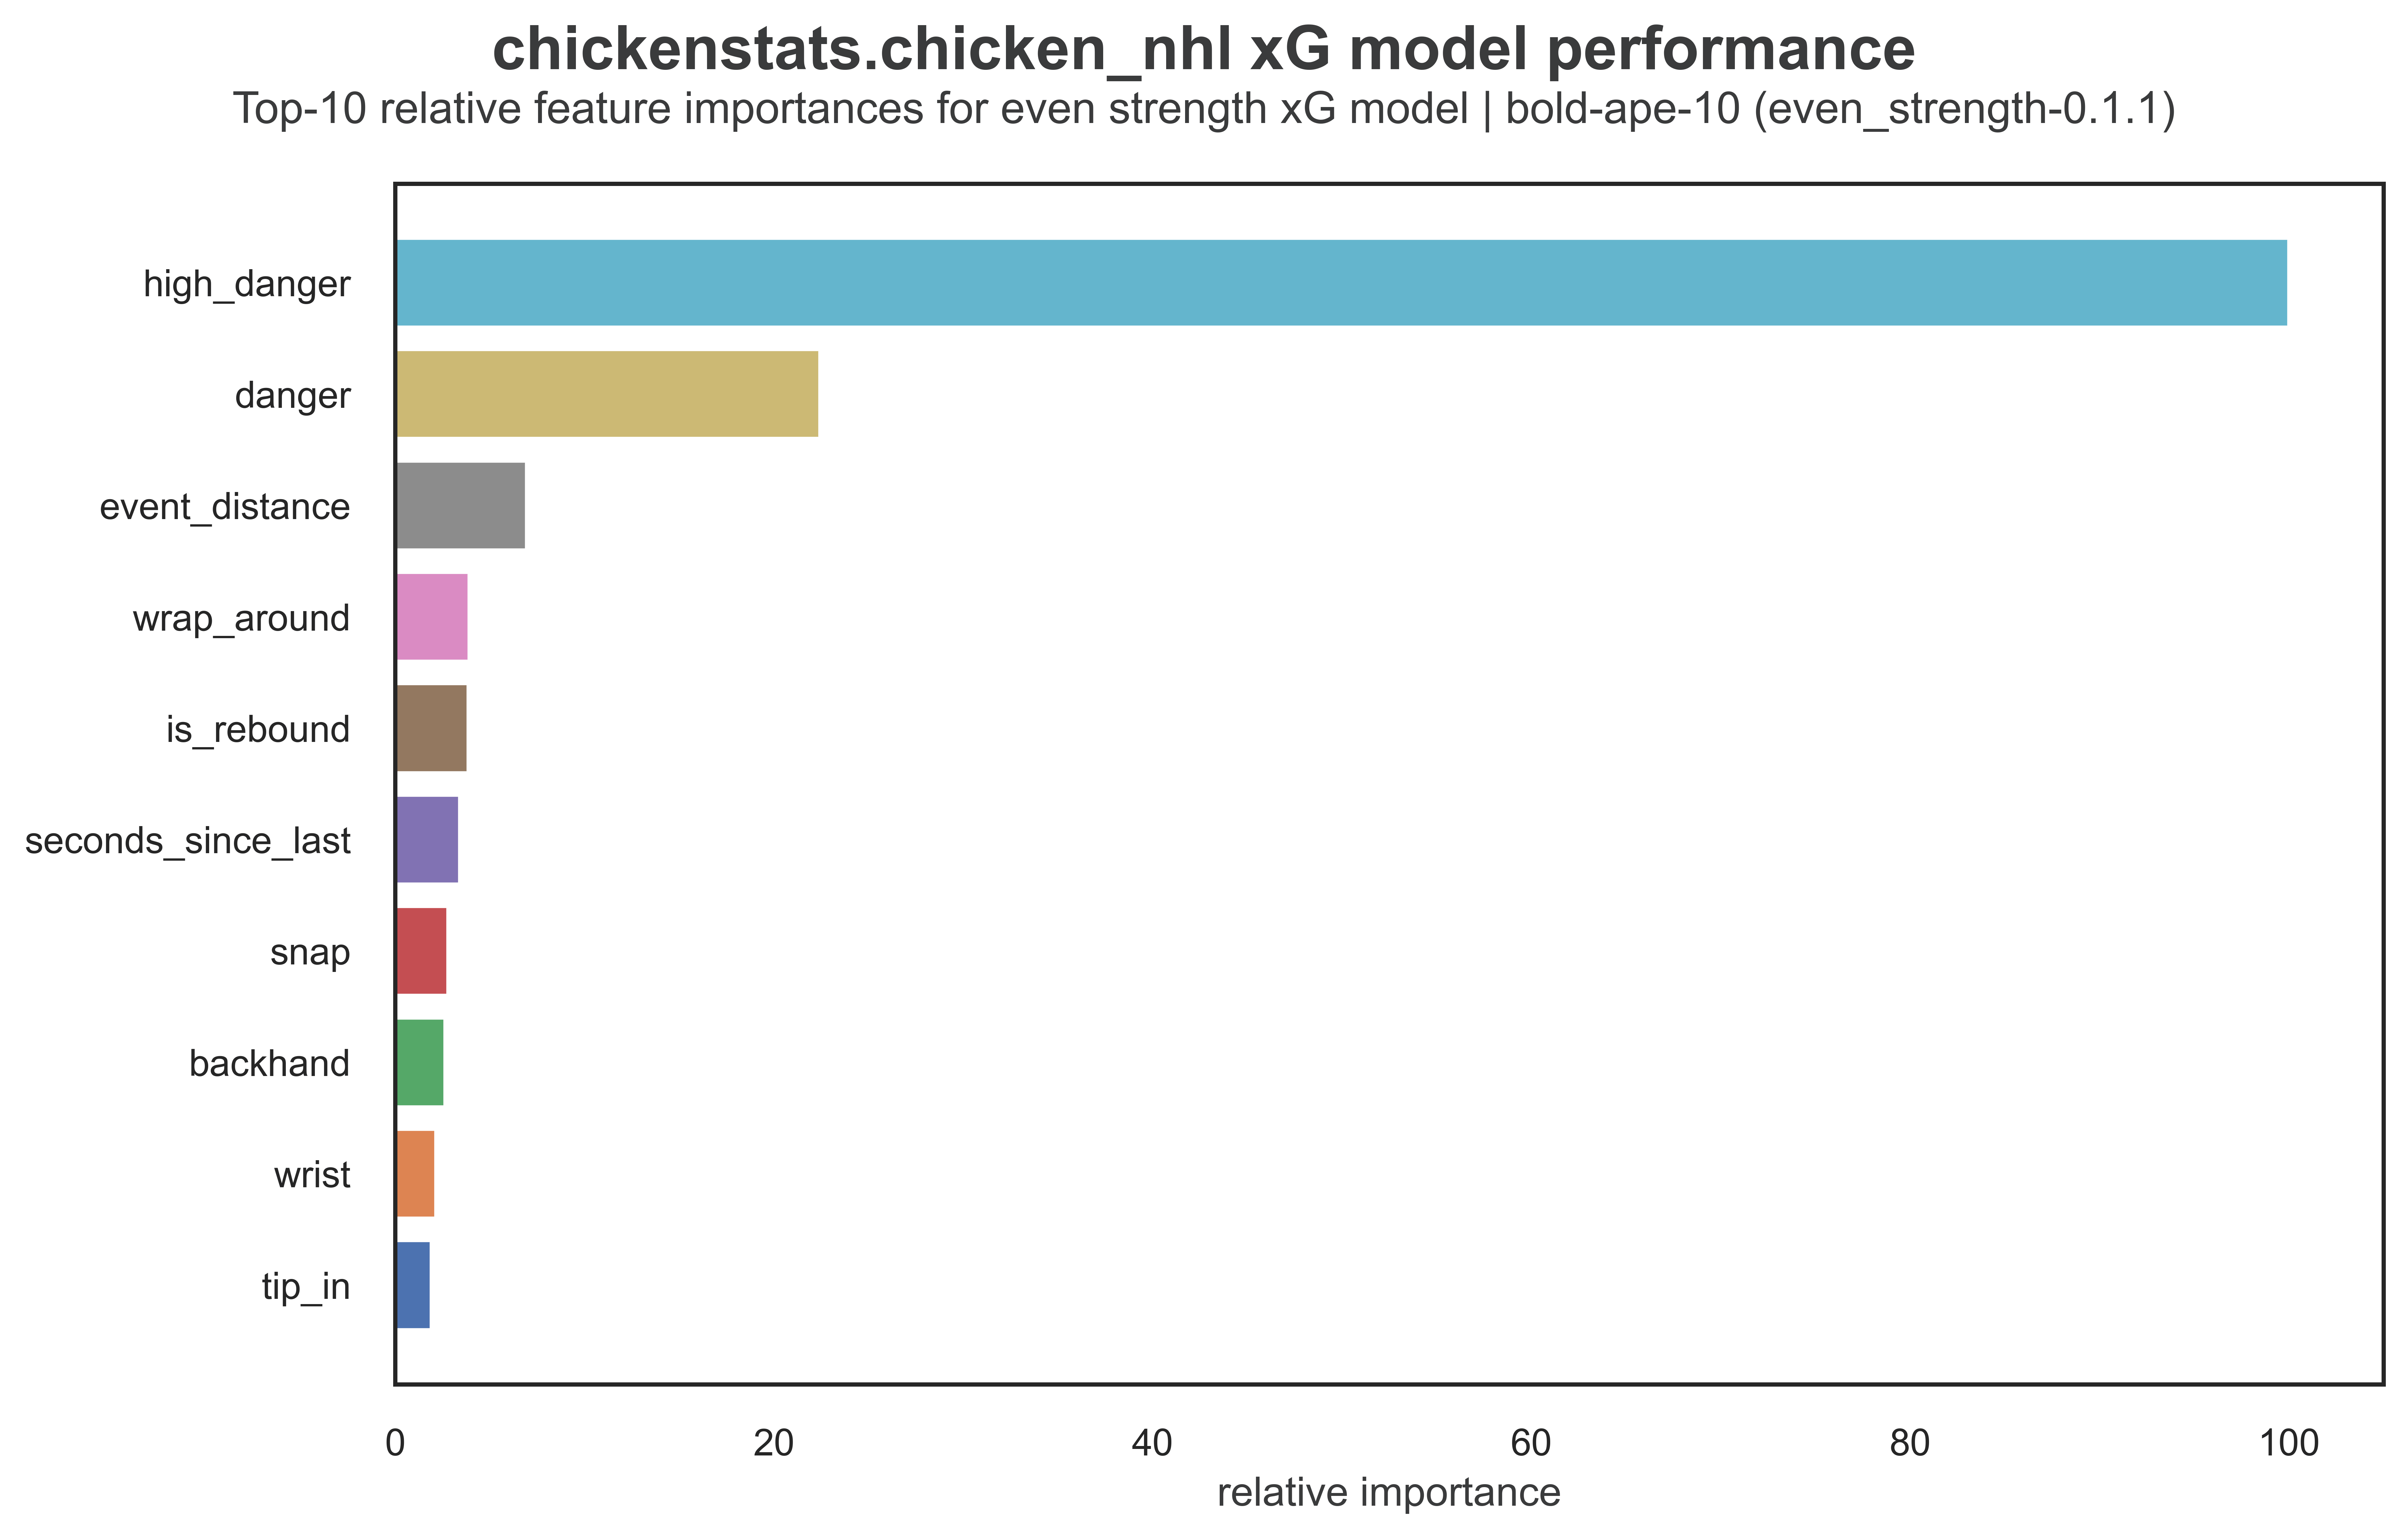 chickenstats.chicken_nhl xG model performance
Top-10 relative feature importances for even strength xG model | bold-ape-10 (even_strength-0.1.1)
high_danger
danger
event_distance
wrap_around
is_rebound
seconds_since_last
snap
backhand
wrist
tip_in
0 20 40 60 80 100
relative importance